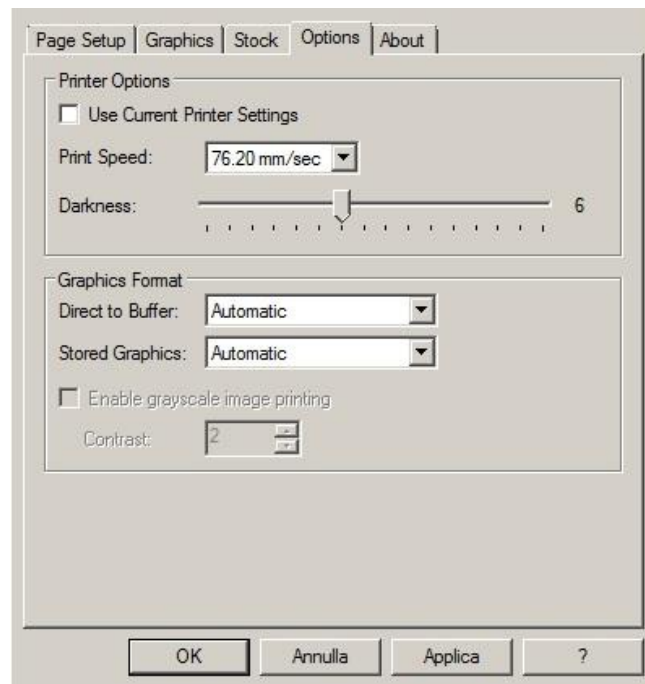 Page Setup Graphics Stock Options About
Printer Options
Use Current Printer Settings
Print Speed: 76.20 mm/sec
Darkness: 6
Graphics Format
Direct to Buffer: Automatic
Stored Graphics: Automatic
Enable grayscale image printing
Contrast: 2
OK Annulla Applica ?